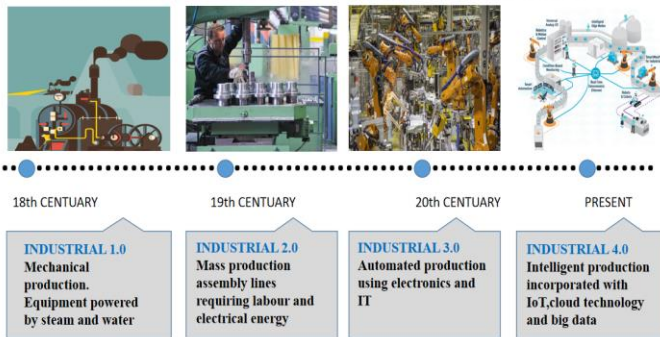 18th CENTUARY
19th CENTUARY
20th CENTUARY
PRESENT
INDUSTRIAL 1.0
Mechanical
production.
Equipment powered
by steam and water
INDUSTRIAL 2.0
Mass production
assembly lines
requiring labour and
electrical energy
INDUSTRIAL 3.0
Automated production
using electronics and
IT
INDUSTRIAL 4.0
Intelligent production
incorporated with
IoT,cloud technology
and big data